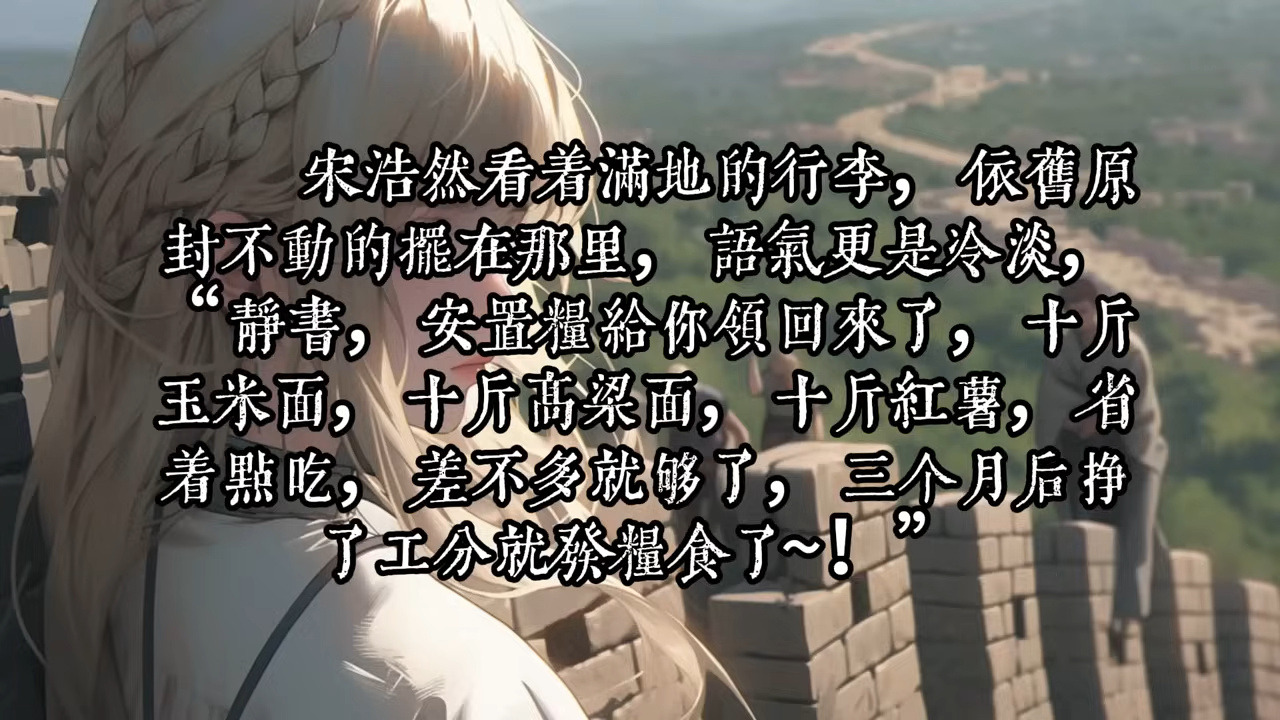 宋浩然看着滿地的行李， 依舊原
封不動的擺在那里， 語氣更是冷淡，
“靜書， 安置糧給你領回來了， 十斤
玉米面， 十斤高梁面， 十斤紅薯， 省
着點吃， 差不多就够了， 三个月后掙
了工分就發糧食了~！”